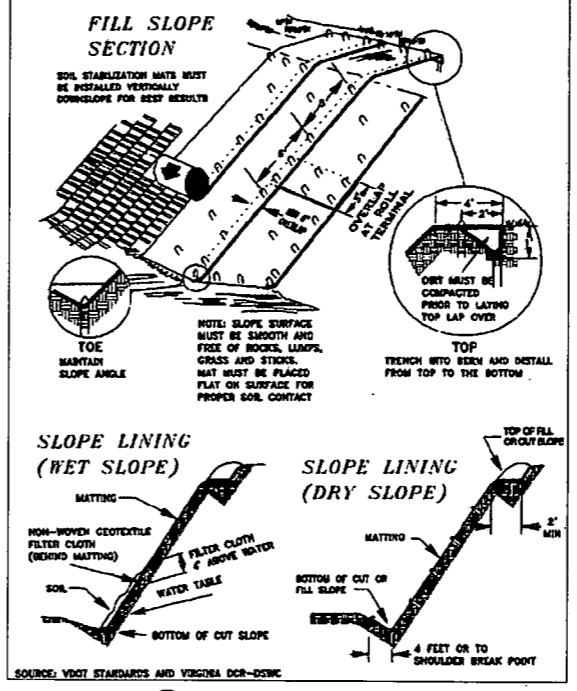 FILL SLOPE
SECTION
SOIL STABILIZATION MATS MUST
BE INSTALLED VERTICALLY
DOWNSLOPE FOR BEST RESULTS
OVERLAP
AT ROLL
TERMINAL
4'
2'
DIRT MUST BE
COMPACTED
PRIOR TO LAYING
TOP LAP OVER
TOP
TRENCH INTO BERM AND INSTALL
FROM TOP TO THE BOTTOM
TOE
MAINTAIN
SLOPE ANGLE
NOTE: SLOPE SURFACE
MUST BE SMOOTH AND
FREE OF ROCKS, LUMPS,
GRASS AND STICKS.
MAT MUST BE PLACED
FLAT ON SURFACE FOR
PROPER SOIL CONTACT
SLOPE LINING
(WET SLOPE)
MATTING
NON-WOVEN GEOTEXTILE
FILTER CLOTH
(BEHIND MATTING)
FILTER CLOTH
ABOVE WATER
WATER TABLE
SOIL
BOTTOM OF CUT SLOPE
SLOPE LINING
(DRY SLOPE)
TOP OF FILL
OR CUT SLOPE
2'
MIN
MATTING
BOTTOM OF CUT OR
FILL SLOPE
4 FEET OR TO
SHOULDER BREAK POINT
SOURCE: VDOT STANDARDS AND VIRGINIA DCR-DSWC